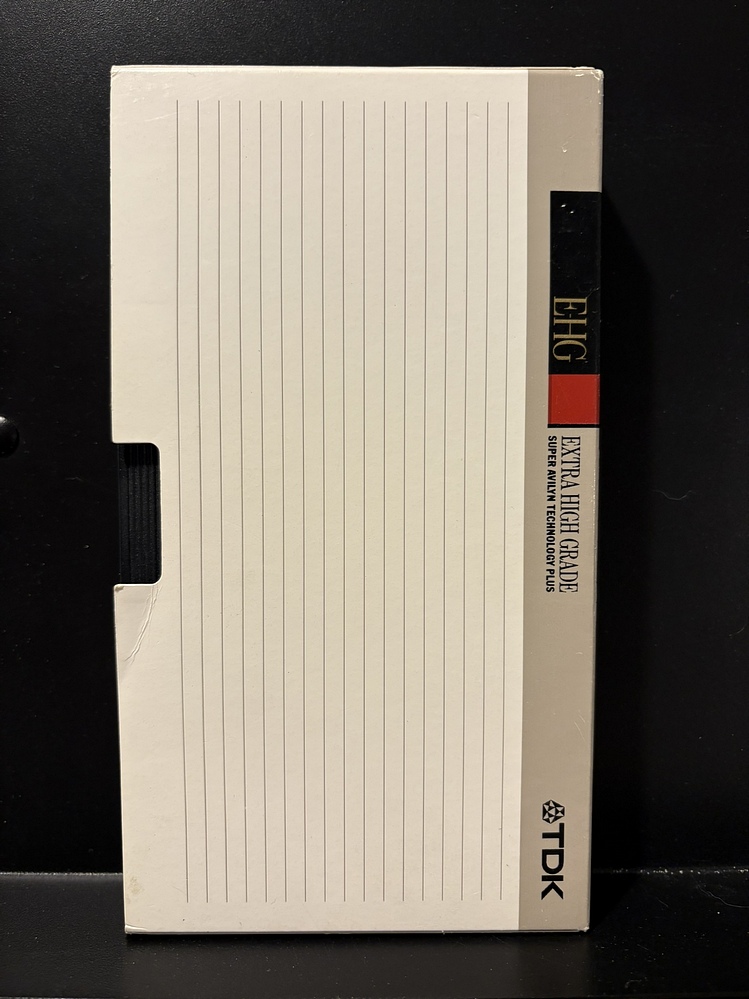 EHG
EXTRA HIGH GRADE
SUPER AVILYN TECHNOLOGY PLUS
TDK